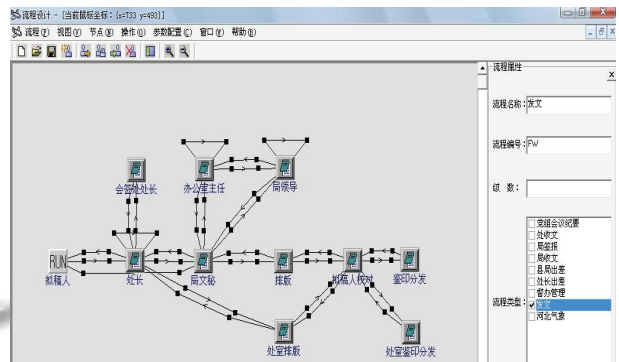 流程设计 - [当前鼠标坐标: {x=733 y=493}]
流程(F) 视图(V) 节点(N) 操作(O) 参数配置(C) 窗口(W) 帮助(B)
流程属性
x
流程名称: 发文
流程编号: FW
级 数:
流程类型:
党组会议纪要
处收文
局签报
局收文
县局出差
处长出差
督办管理
发文
河北气象
会签处处长
办公室主任
局领导
RUN
拟稿人
处长
局文秘
排版
拟稿人校对
鉴印分发
处室排版
处室鉴印分发